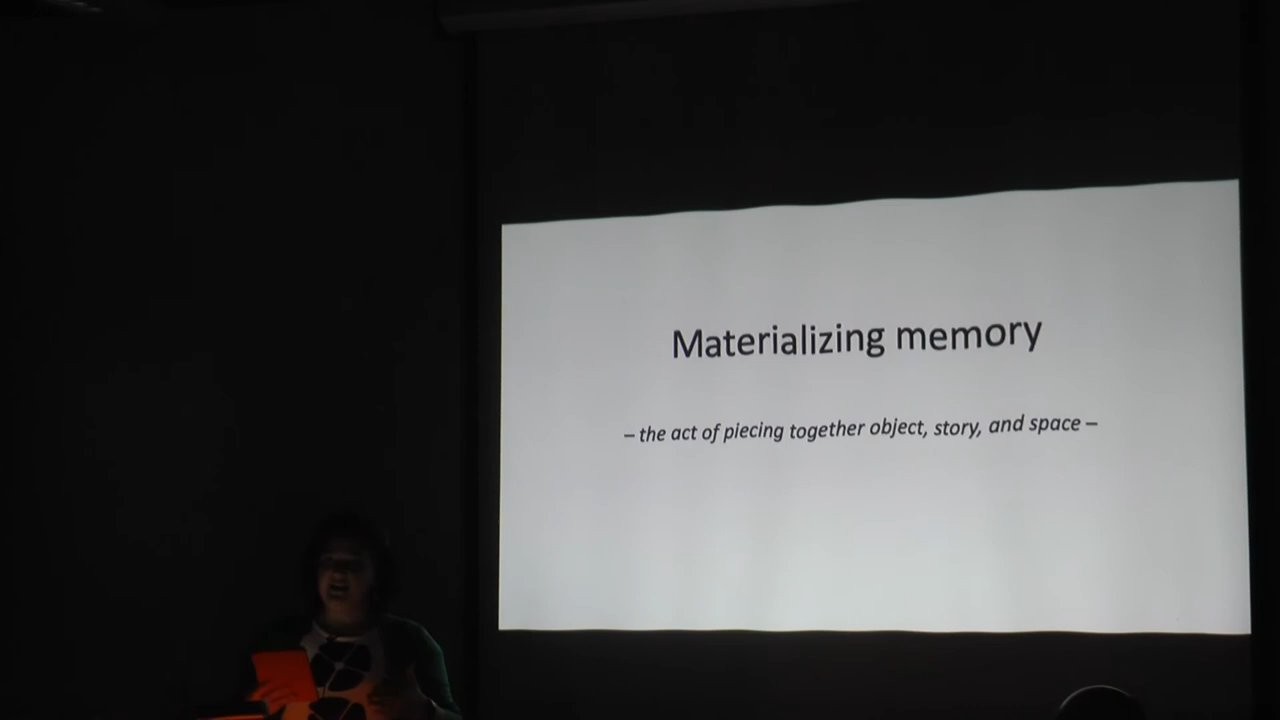 Materializing memory
– the act of piecing together object, story, and space –